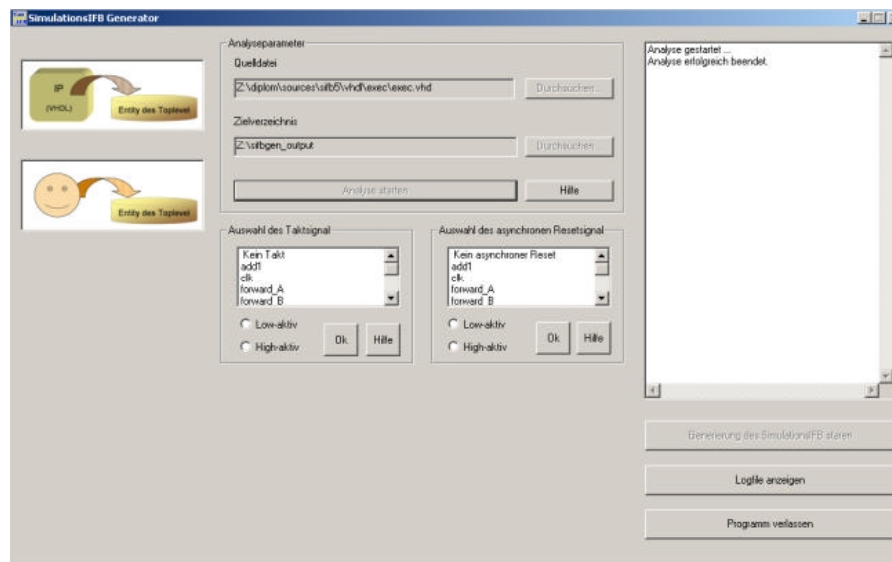 SimulationsIFB Generator
IP
(VHDL)
Entity des Toplevel
Entity des Toplevel
Analyseparameter
Quelldatei
Z:\diplom\sources\sifb5\vhdl\exec\exec.vhd
Durchsuchen...
Zielverzeichnis
Z:\sifbgen_output
Durchsuchen...
Analyse starten
Hilfe
Auswahl des Taktsignal
Kein Takt
add1
clk
forward_A
forward_B
Low-aktiv
High-aktiv
Ok
Hilfe
Auswahl des asynchronen Resetsignal
Kein asynchroner Reset
add1
clk
forward_A
forward_B
Low-aktiv
High-aktiv
Ok
Hilfe
Analyse gestartet ...
Analyse erfolgreich beendet.
Generierung des SimulationsIFB staren
Logfile anzeigen
Programm verlassen